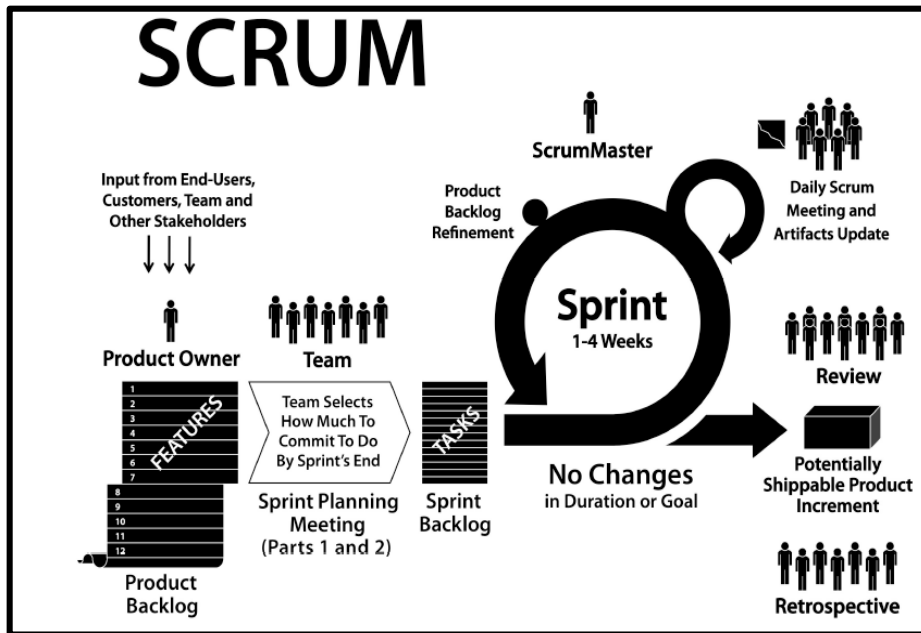 SCRUM
Input from End-Users,
Customers, Team and
Other Stakeholders
Product Owner
Team
1
2
3
4
5
6
7
FEATURES
8
9
10
11
12
Product
Backlog
Team Selects
How Much To
Commit To Do
By Sprint's End
Sprint Planning
Meeting
(Parts 1 and 2)
TASKS
Sprint
Backlog
ScrumMaster
Product
Backlog
Refinement
Sprint
1-4 Weeks
No Changes
in Duration or Goal
Daily Scrum
Meeting and
Artifacts Update
Review
Potentially
Shippable Product
Increment
Retrospective